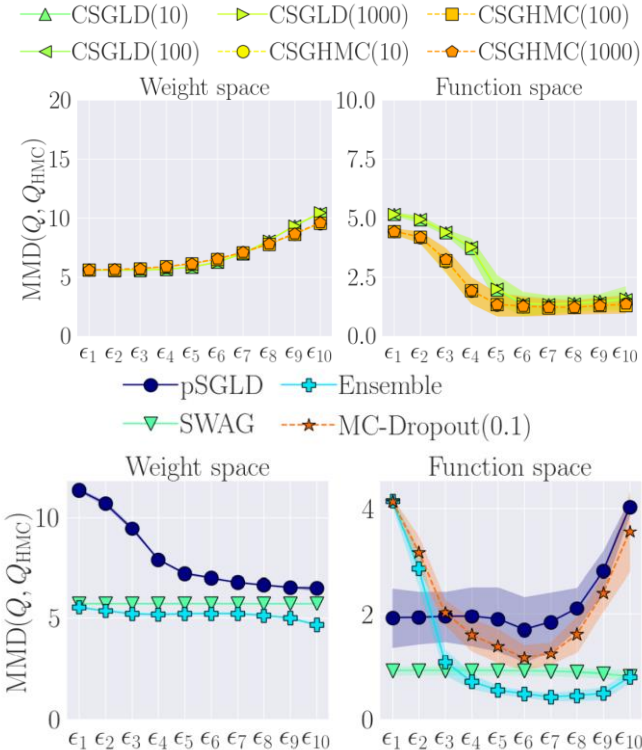 CSGLD(10) CSGLD(1000) CSGHMC(100)
CSGLD(100) CSGHMC(10) CSGHMC(1000)
Weight space Function space
20 10.0
15 7.5
10 5.0
5 2.5
0 0.0
MMD(Q, Q_HMC)
ϵ₁ ϵ₂ ϵ₃ ϵ₄ ϵ₅ ϵ₆ ϵ₇ ϵ₈ ϵ₉ ϵ₁₀ ϵ₁ ϵ₂ ϵ₃ ϵ₄ ϵ₅ ϵ₆ ϵ₇ ϵ₈ ϵ₉ ϵ₁₀
pSGLD Ensemble
SWAG MC-Dropout(0.1)
Weight space Function space
10 4
5 2
0 0
MMD(Q, Q_HMC)
ϵ₁ ϵ₂ ϵ₃ ϵ₄ ϵ₅ ϵ₆ ϵ₇ ϵ₈ ϵ₉ ϵ₁₀ ϵ₁ ϵ₂ ϵ₃ ϵ₄ ϵ₅ ϵ₆ ϵ₇ ϵ₈ ϵ₉ ϵ₁₀